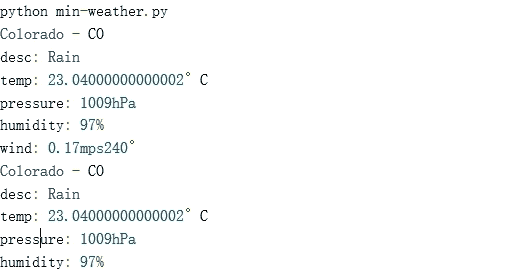 python min-weather.py
Colorado - CO
desc: Rain
temp: 23.04000000000002° C
pressure: 1009hPa
humidity: 97%
wind: 0.17mps240°
Colorado - CO
desc: Rain
temp: 23.04000000000002° C
pressure: 1009hPa
humidity: 97%